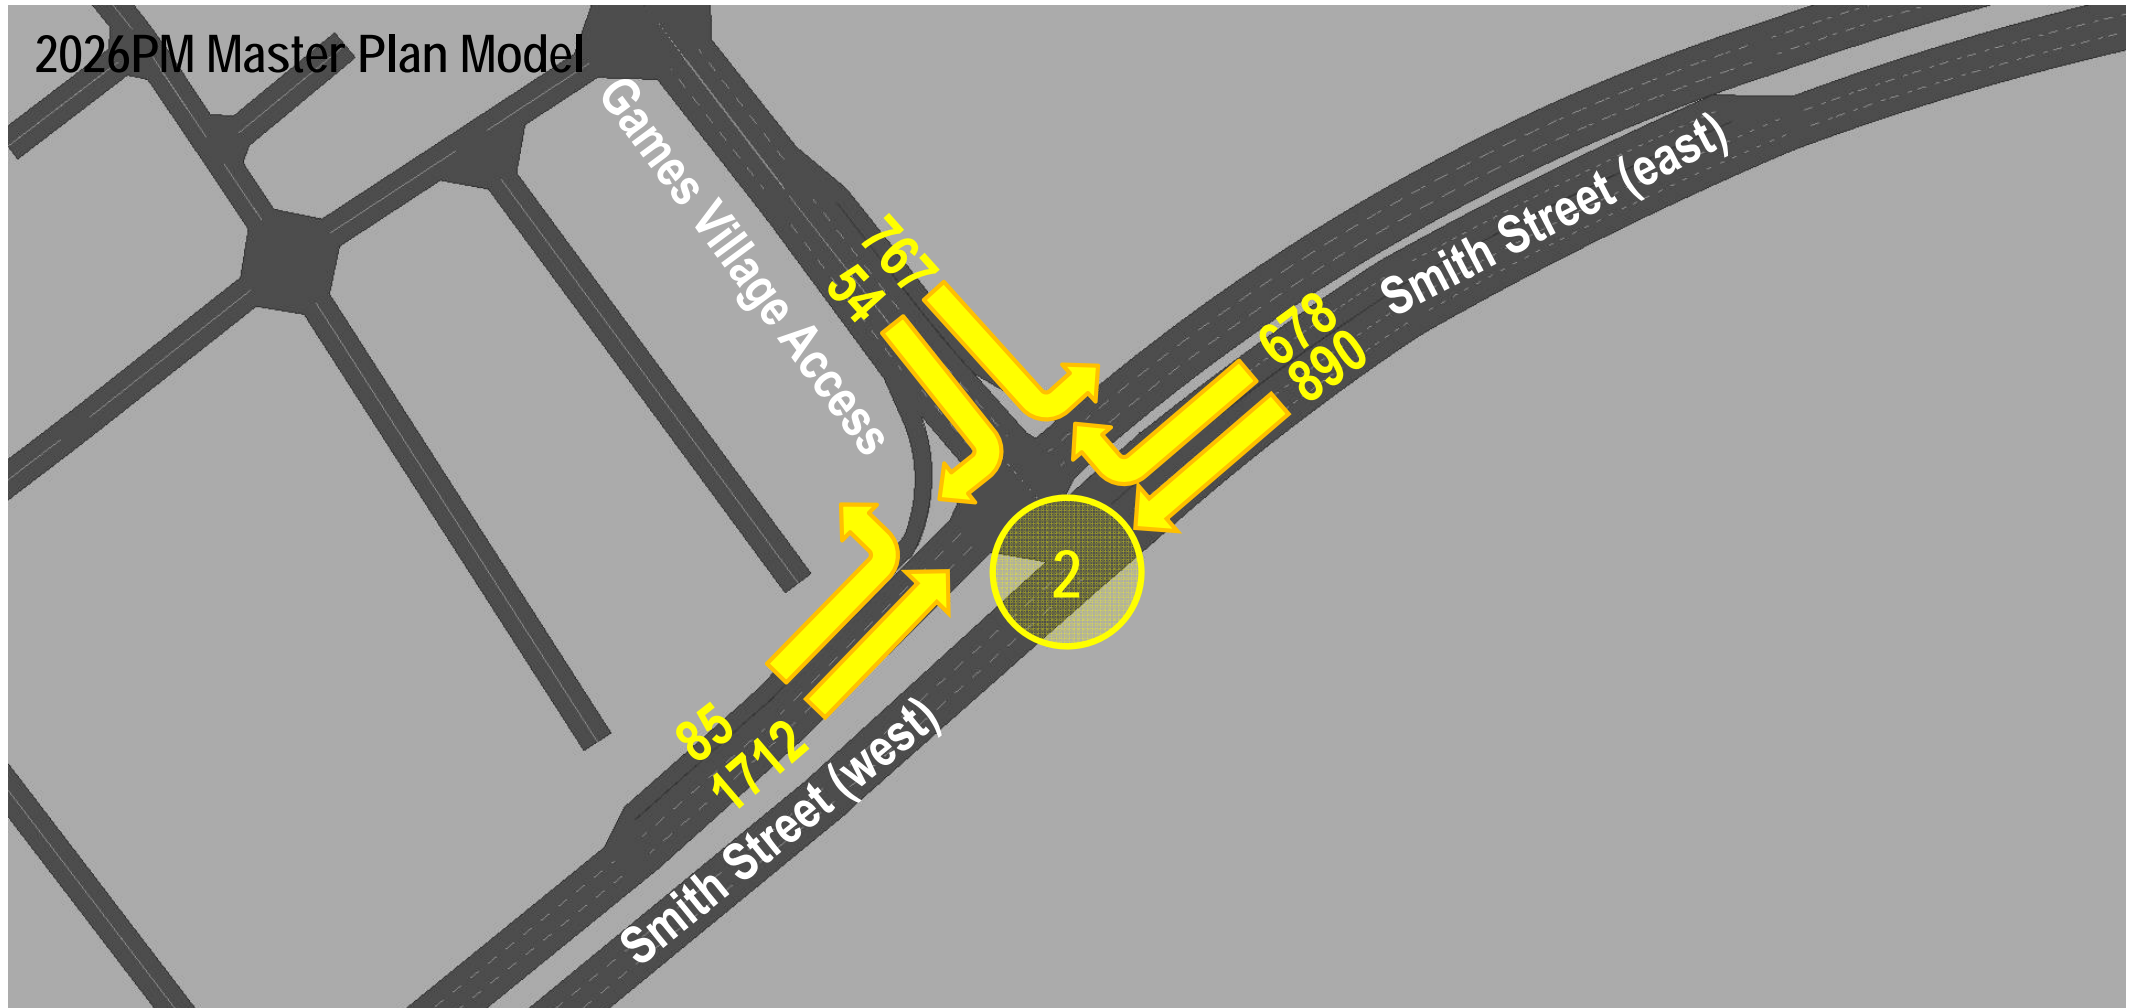 2026PM Master Plan Model
Games Village Access
767
54
Smith Street (east)
678
890
2
85
1712
Smith Street (west)